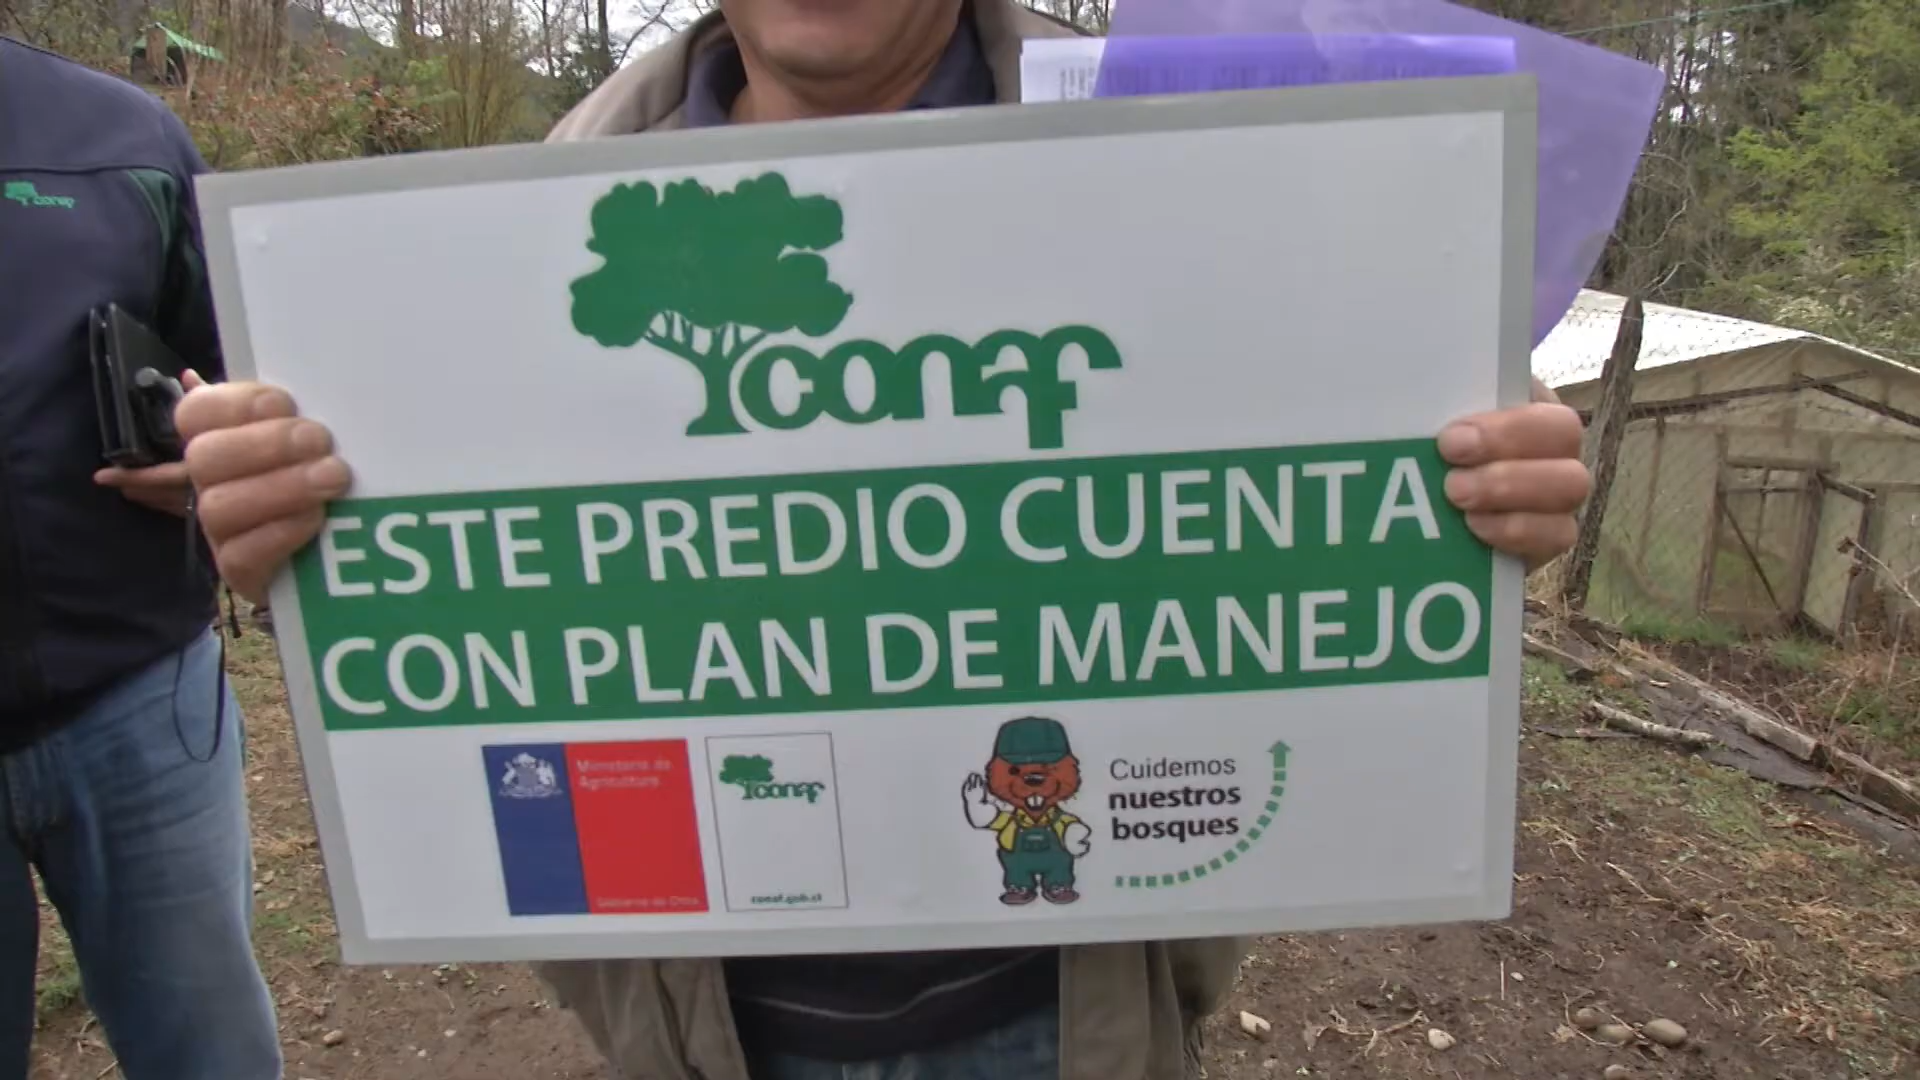 conaf
conaf
ESTE PREDIO CUENTA
CON PLAN DE MANEJO
Ministerio de
Agricultura
Gobierno de Chile
conaf
conaf.gob.cl
Cuidemos
nuestros
bosques